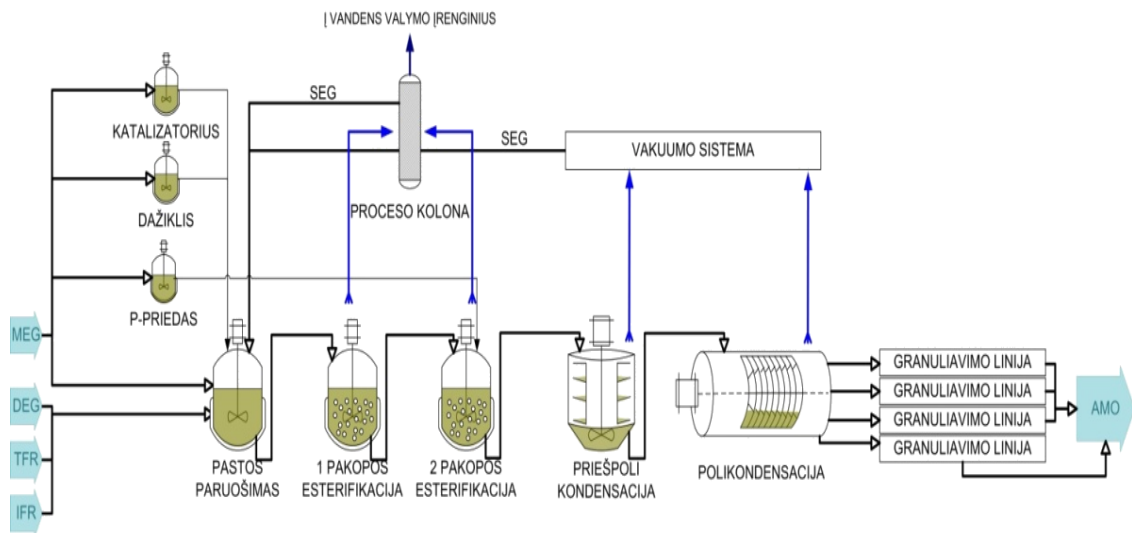 Į VANDENS VALYMO ĮRENGINIUS
SEG
KATALIZATORIUS
SEG
VAKUUMO SISTEMA
DAŽIKLIS
PROCESO KOLONA
P-PRIEDAS
MEG
DEG
TFR
IFR
GRANULIAVIMO LINIJA
GRANULIAVIMO LINIJA
GRANULIAVIMO LINIJA
GRANULIAVIMO LINIJA
AMO
PASTOS
PARUOŠIMAS
1 PAKOPOS
ESTERIFIKACIJA
2 PAKOPOS
ESTERIFIKACIJA
PRIEŠPOLI
KONDENSACIJA
POLIKONDENSACIJA